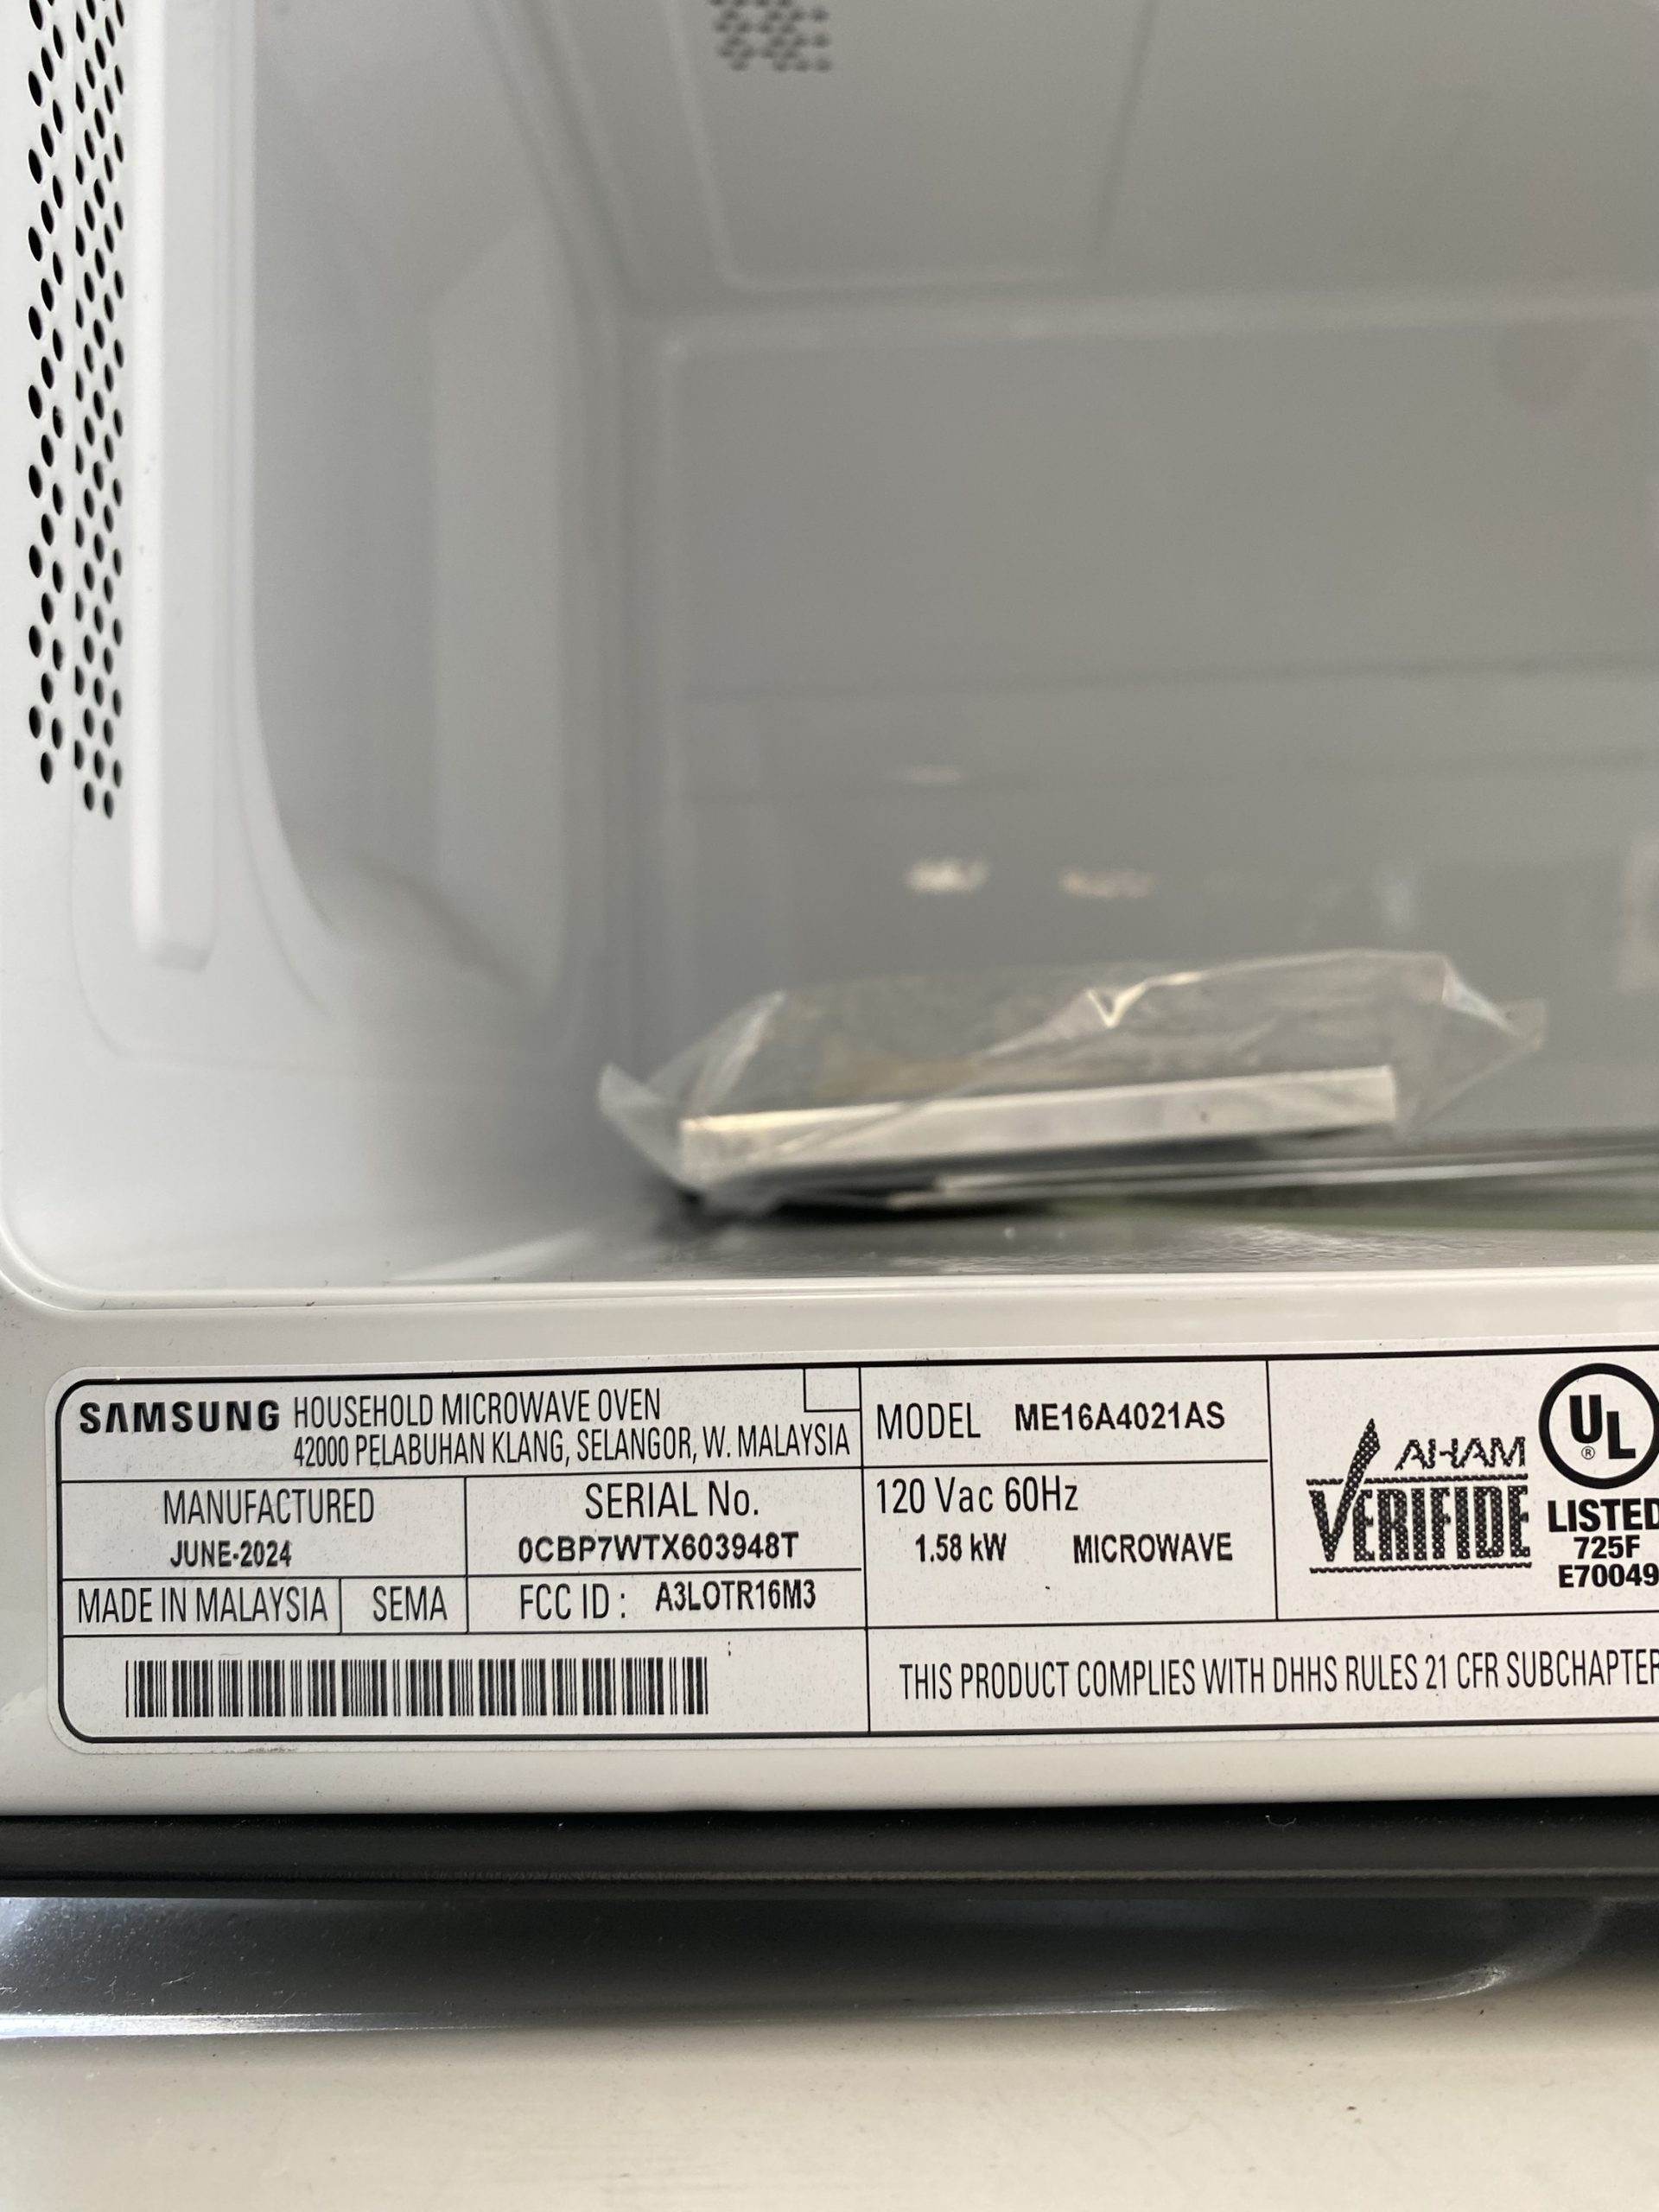 SAMSUNG HOUSEHOLD MICROWAVE OVEN
42000 PELABUHAN KLANG, SELANGOR, W. MALAYSIA
MODEL ME16A4021AS
MANUFACTURED
JUNE-2024
SERIAL No.
0CBP7WTX603948T
120 Vac 60Hz
1.58 kW MICROWAVE
MADE IN MALAYSIA
SEMA
FCC ID : A3LOTR16M3
AHAM
VERIFIDE
UL
®
LISTED
725F
E70049
THIS PRODUCT COMPLIES WITH DHHS RULES 21 CFR SUBCHAPTER